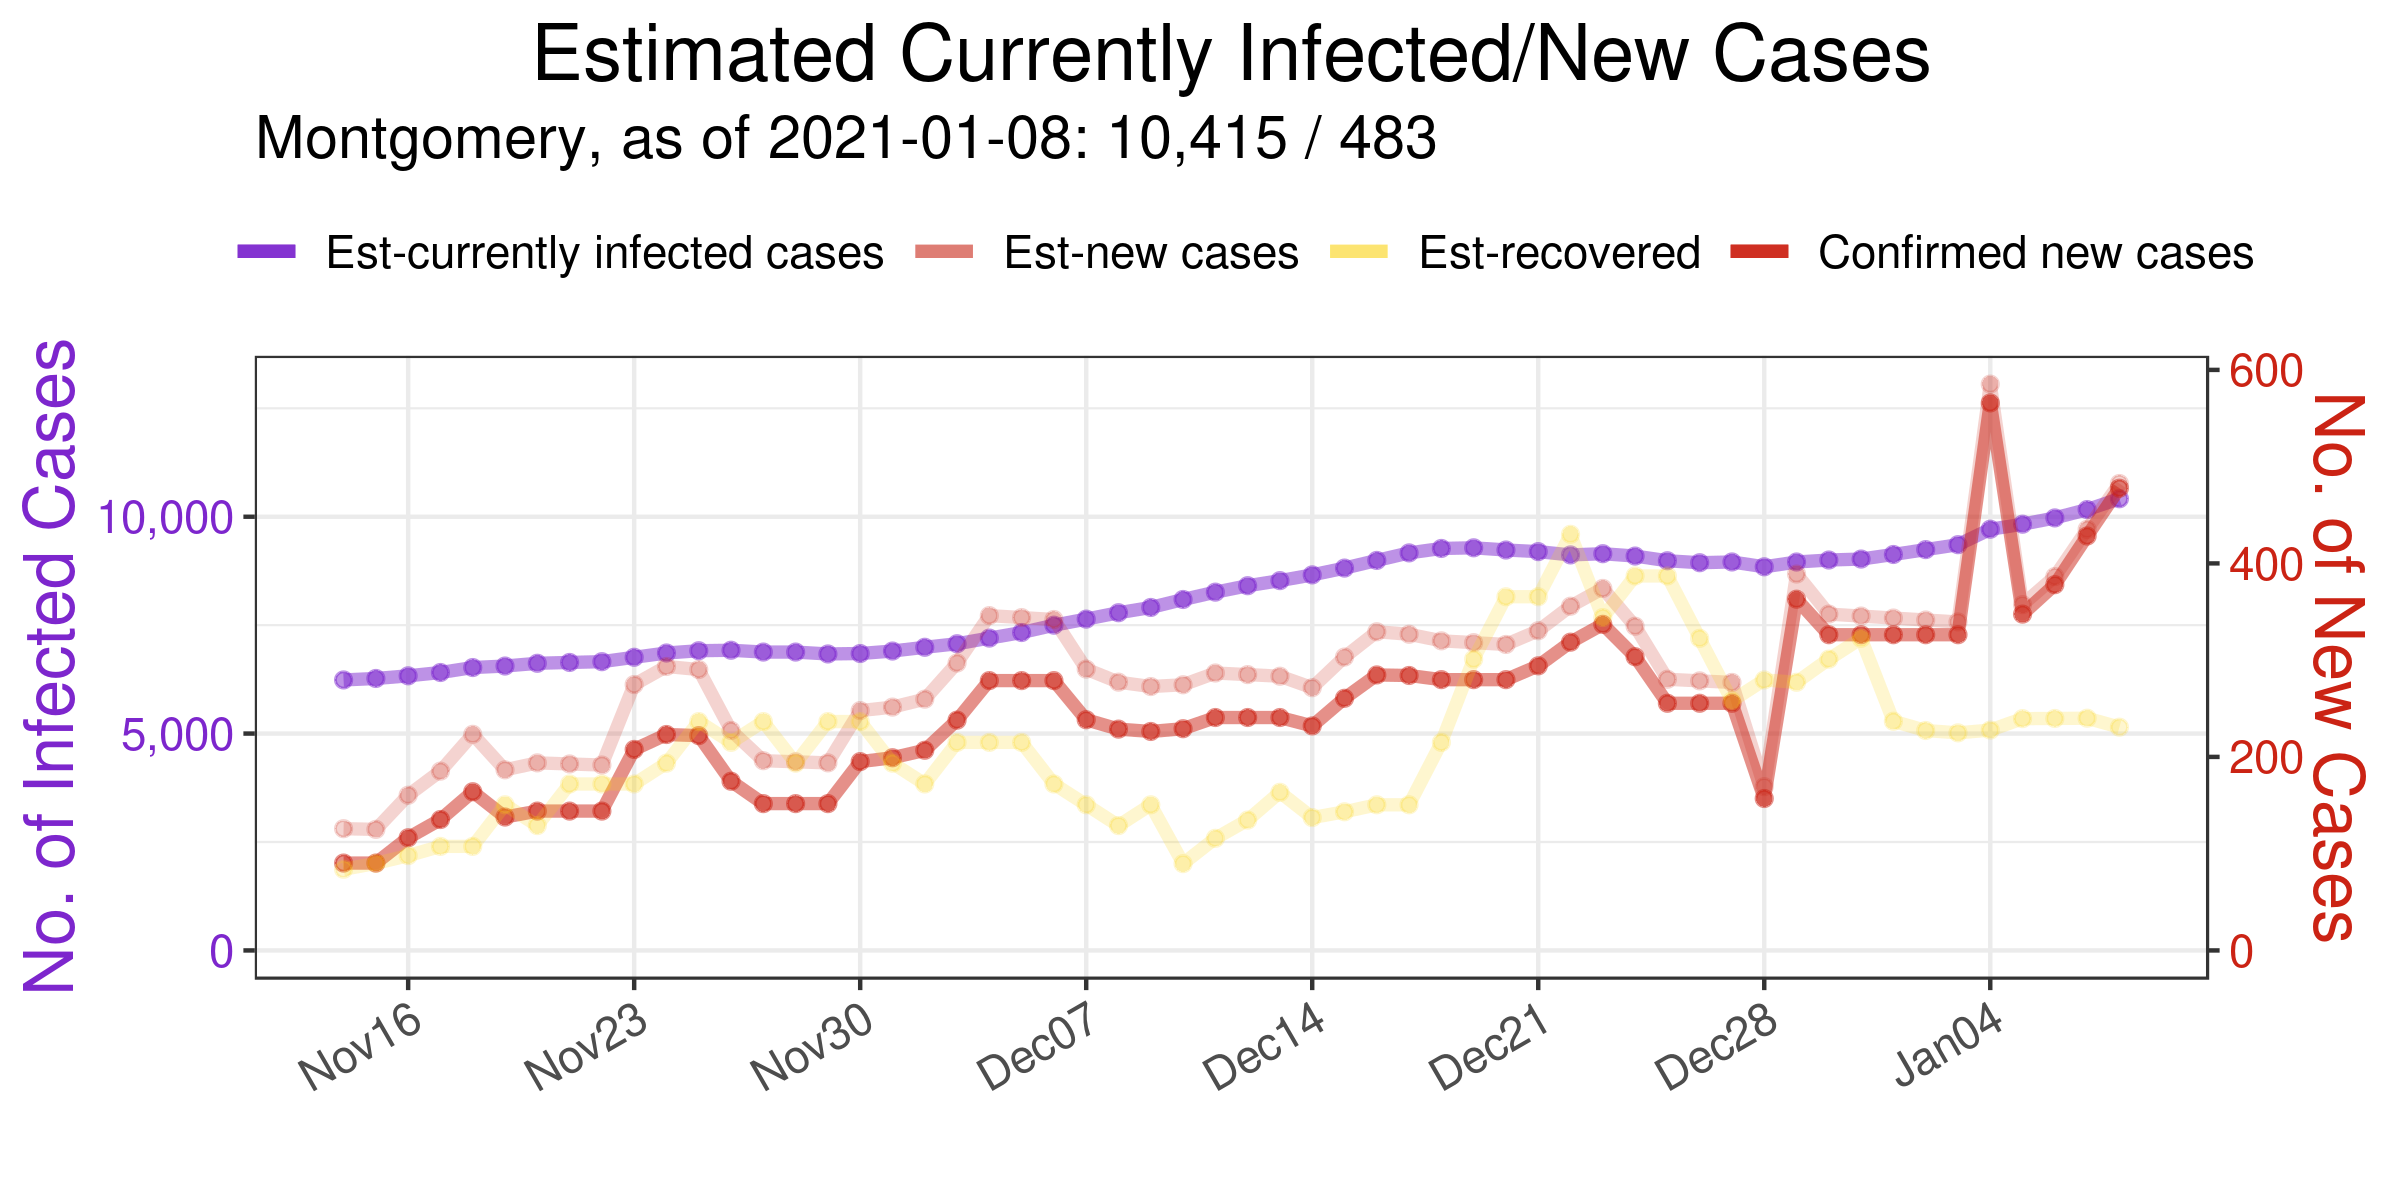 Estimated Currently Infected/New Cases
Montgomery, as of 2021-01-08: 10,415 / 483
Est-currently infected cases Est-new cases Est-recovered Confirmed new cases
No. of Infected Cases
10,000
5,000
0
600
400
200
0
No. of New Cases
Nov16 Nov23 Nov30 Dec07 Dec14 Dec21 Dec28 Jan04